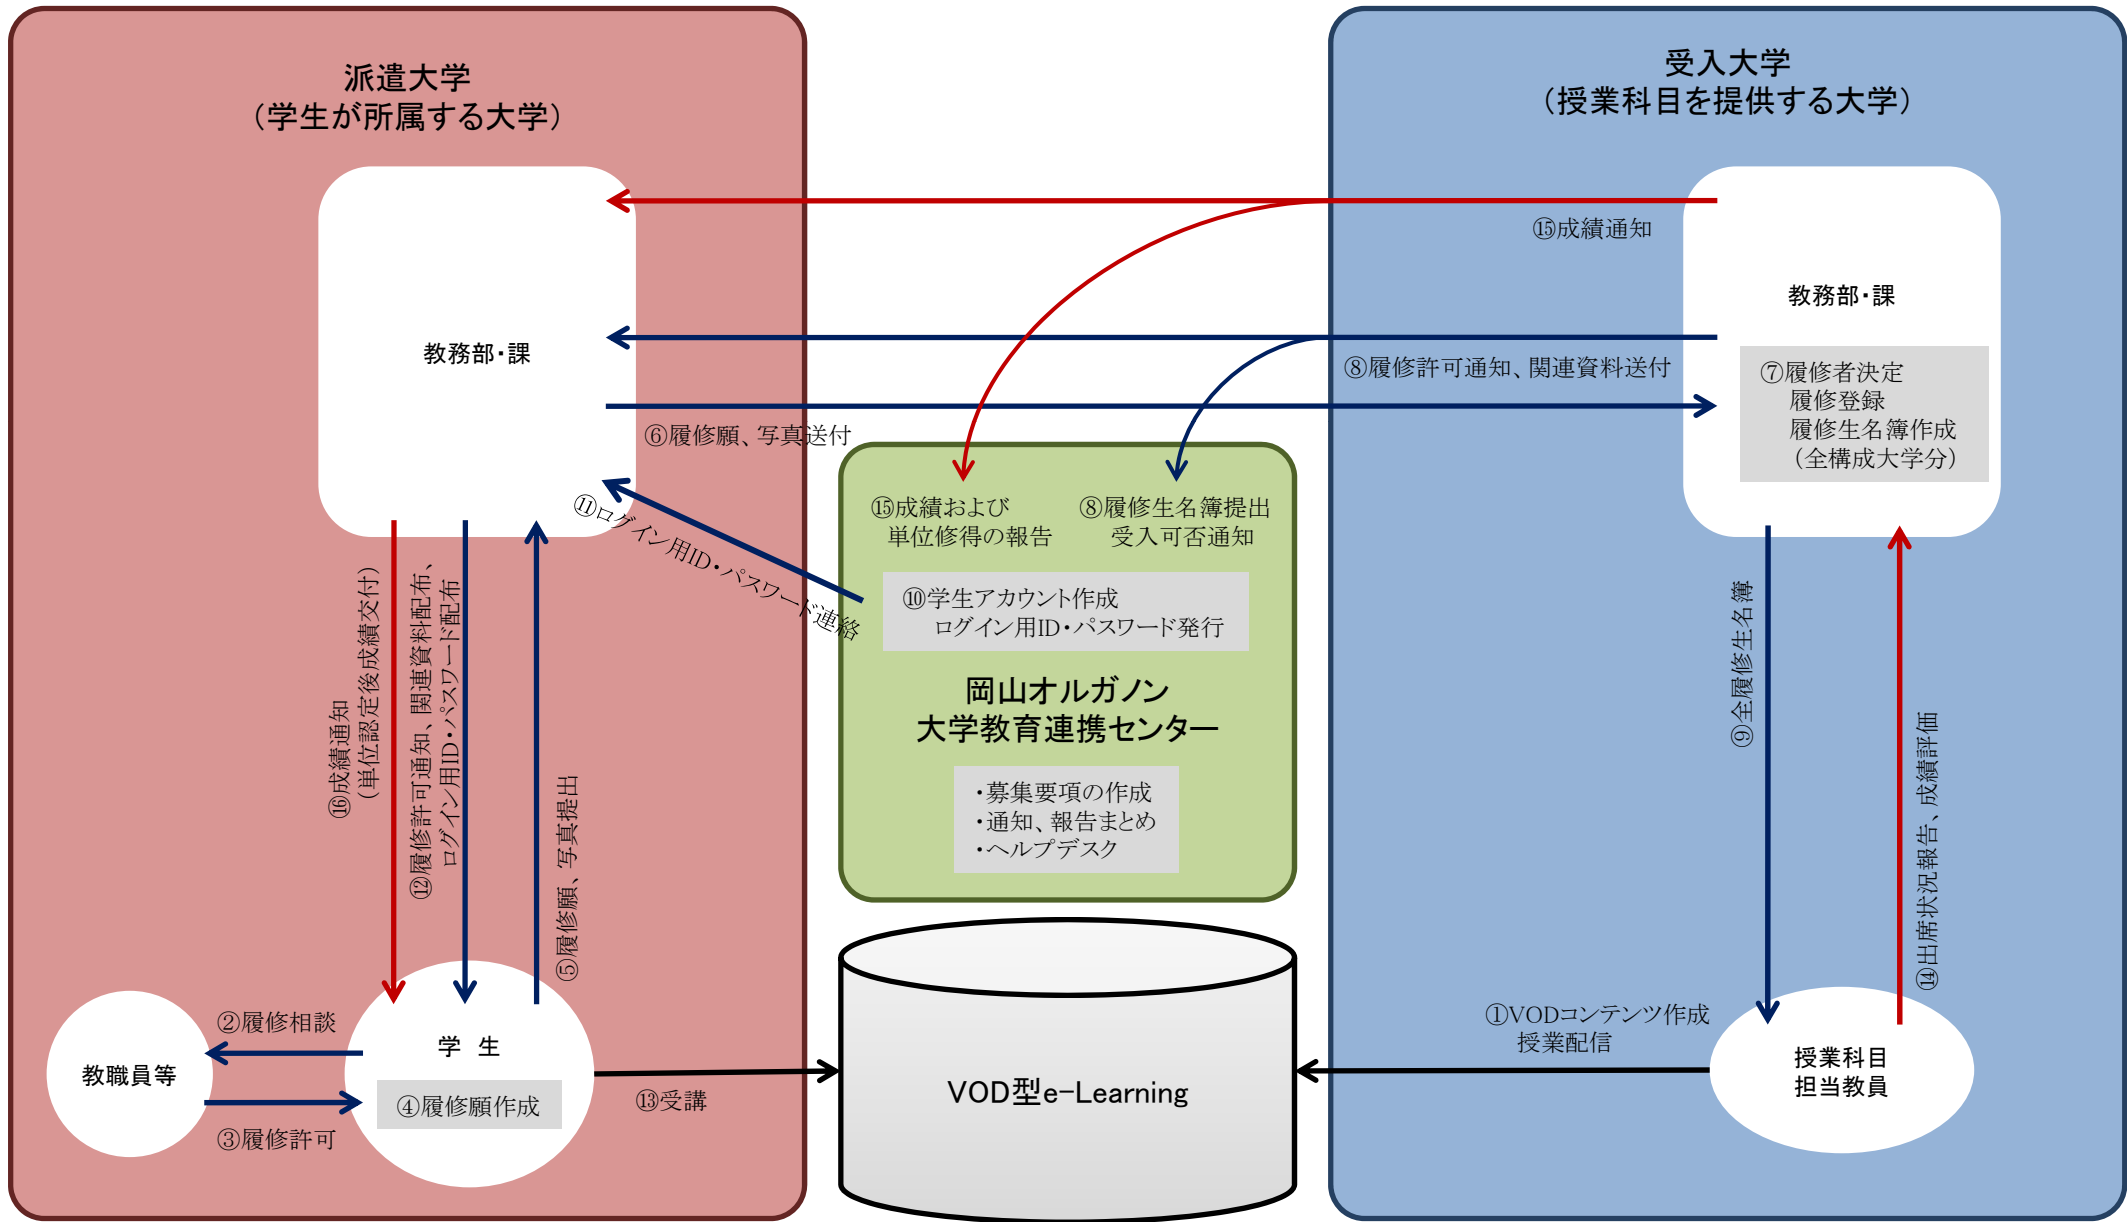 派遣大学
（学生が所属する大学）
受入大学
（授業科目を提供する大学）
教務部・課
教務部・課
⑮成績通知
⑧履修許可通知、関連資料送付
⑦履修者決定
履修登録
履修生名簿作成
（全構成大学分）
⑥履修願、写真送付
⑪ログイン用ID・パスワード連絡
⑮成績および
単位修得の報告
⑧履修生名簿提出
受入可否通知
⑩学生アカウント作成
ログイン用ID・パスワード発行
岡山オルガノン
大学教育連携センター
・募集要項の作成
・通知、報告まとめ
・ヘルプデスク
⑯成績通知
（単位認定後成績交付）
⑫履修許可通知、関連資料配布、
ログイン用ID・パスワード配布
⑤履修願、写真提出
⑨全履修生名簿
⑭出席状況報告、成績評価
②履修相談
教職員等
③履修許可
学 生
④履修願作成
⑬受講
VOD型e-Learning
①VODコンテンツ作成
授業配信
授業科目
担当教員